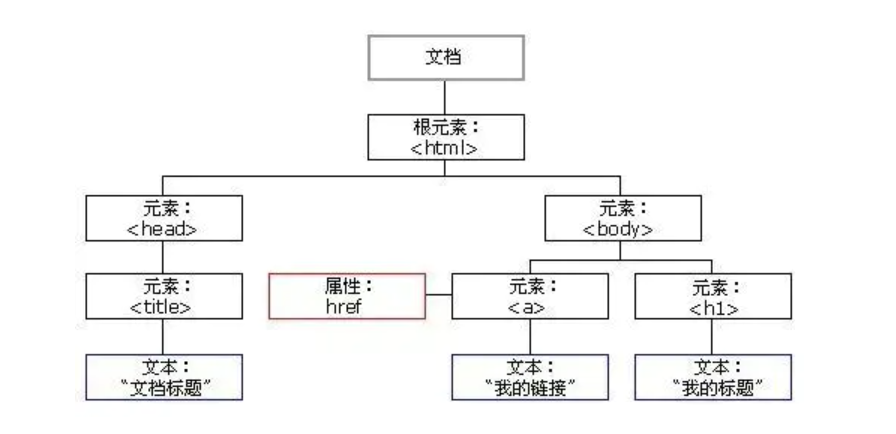 文档
根元素：
<html>
元素：
<head>
元素：
<body>
元素：
<title>
属性：
href
元素：
<a>
元素：
<h1>
文本：
“文档标题”
文本：
“我的链接”
文本：
“我的标题”